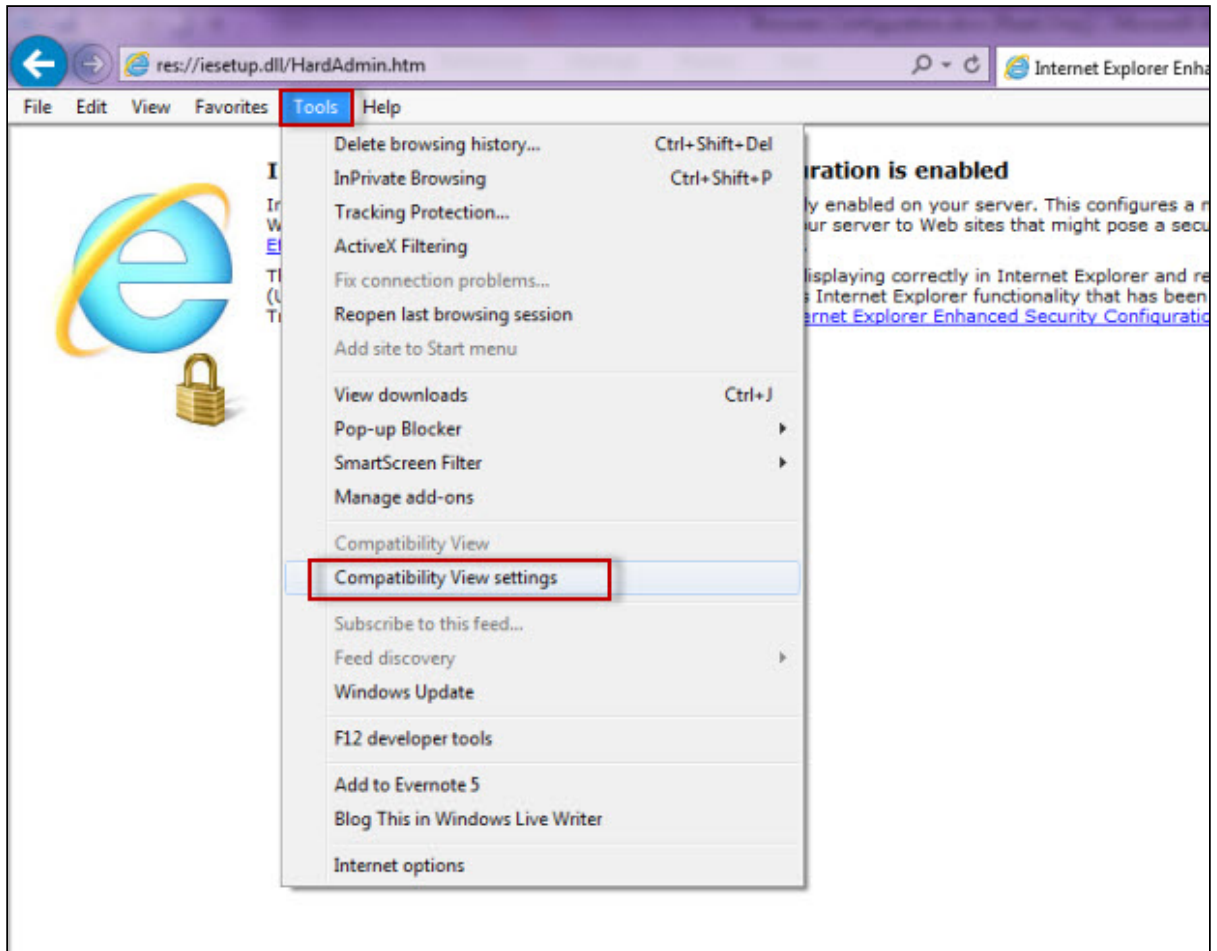 res://iesetup.dll/HardAdmin.htm
Internet Explorer Enha
File Edit View Favorites Tools Help
Delete browsing history... Ctrl+Shift+Del
InPrivate Browsing Ctrl+Shift+P
Tracking Protection...
ActiveX Filtering
Fix connection problems...
Reopen last browsing session
Add site to Start menu
View downloads Ctrl+J
Pop-up Blocker
SmartScreen Filter
Manage add-ons
Compatibility View
Compatibility View settings
Subscribe to this feed...
Feed discovery
Windows Update
F12 developer tools
Add to Evernote 5
Blog This in Windows Live Writer
Internet options
I
uration is enabled
ly enabled on your server. This configures a
ur server to Web sites that might pose a secu
isplaying correctly in Internet Explorer and re
s Internet Explorer functionality that has been
ernet Explorer Enhanced Security Configuratio